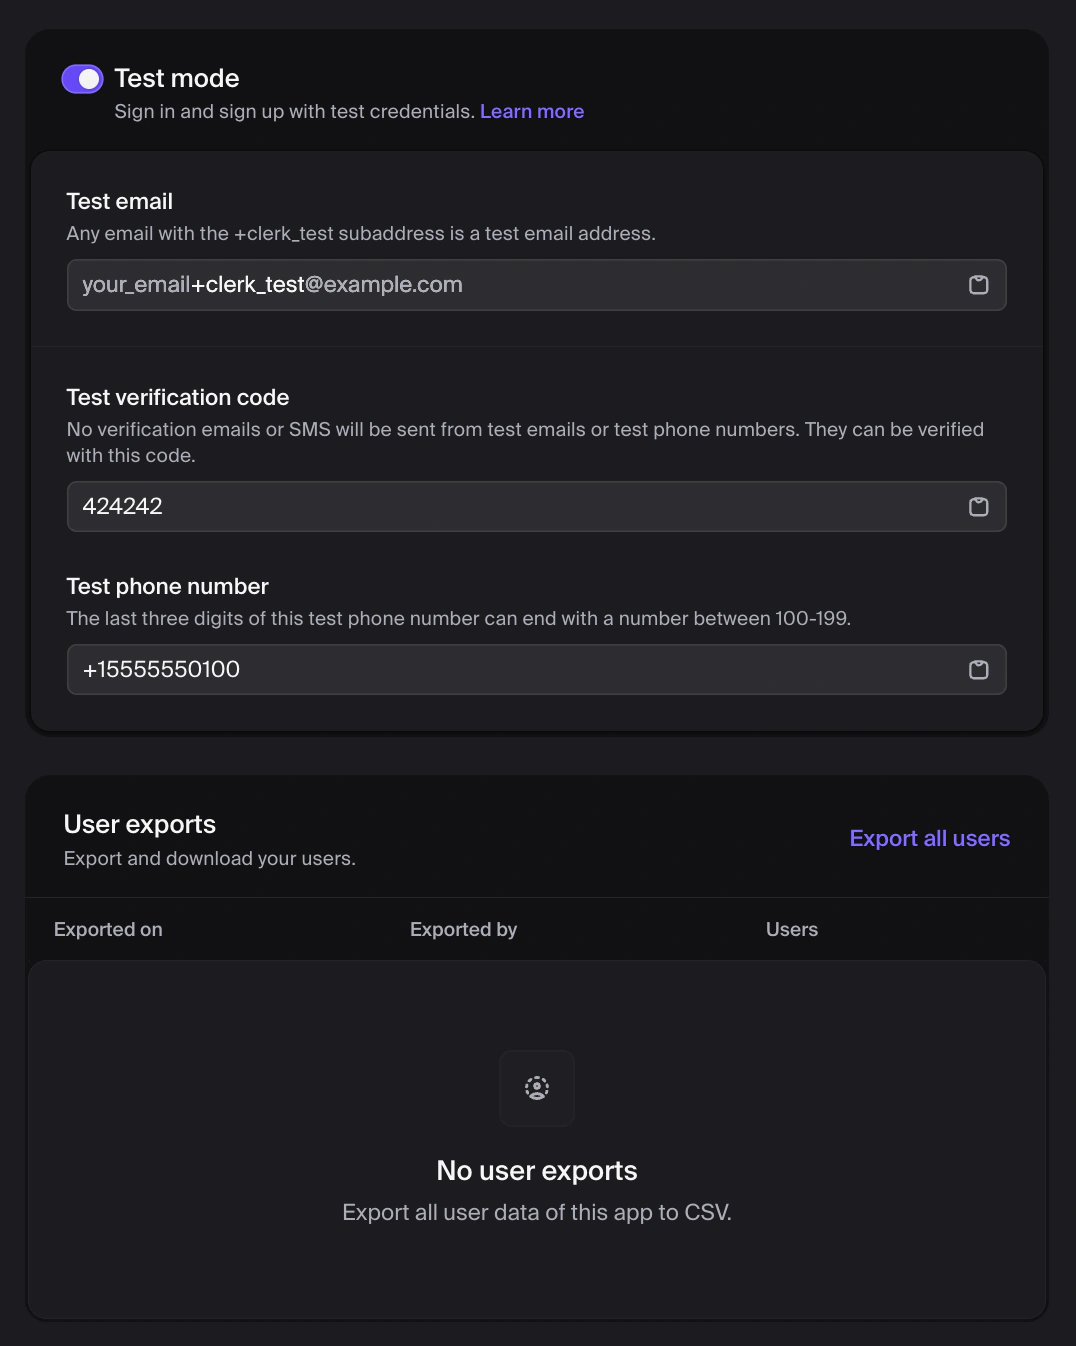 Test mode
Sign in and sign up with test credentials. Learn more
Test email
Any email with the +clerk_test subaddress is a test email address.
your_email+clerk_test@example.com
Test verification code
No verification emails or SMS will be sent from test emails or test phone numbers. They can be verified
with this code.
424242
Test phone number
The last three digits of this test phone number can end with a number between 100-199.
+15555550100
User exports
Export and download your users.
Export all users
Exported on
Exported by
Users
No user exports
Export all user data of this app to CSV.